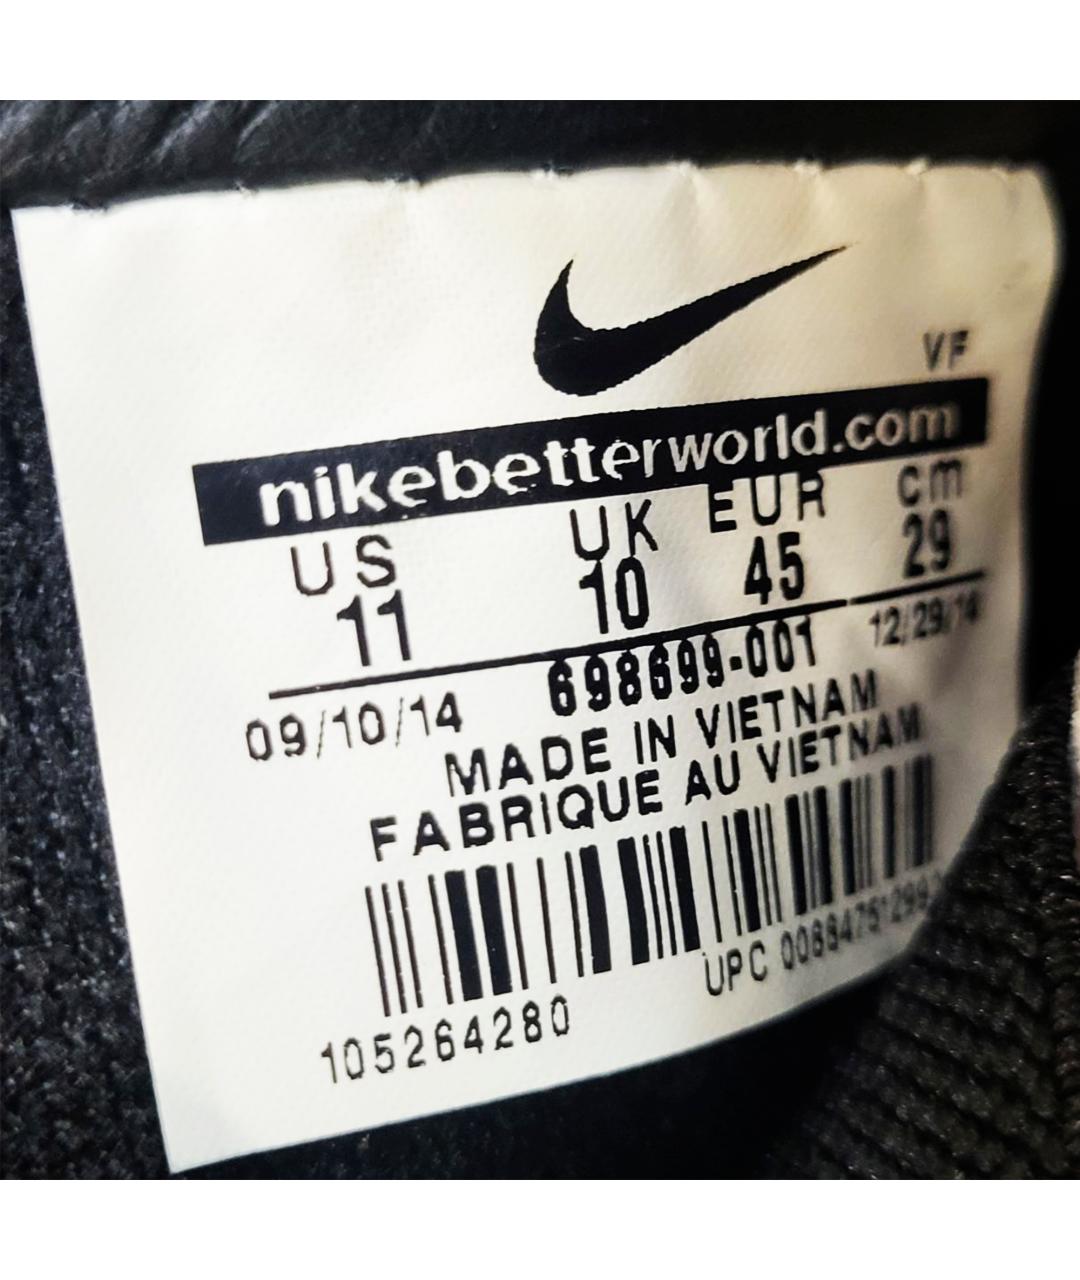 VF
nikebetterworld.com
US UK EUR cm
11 10 45 29
09/10/14 698699-001 12/29/14
MADE IN VIETNAM
FABRIQUE AU VIETNAM
105264280 UPC